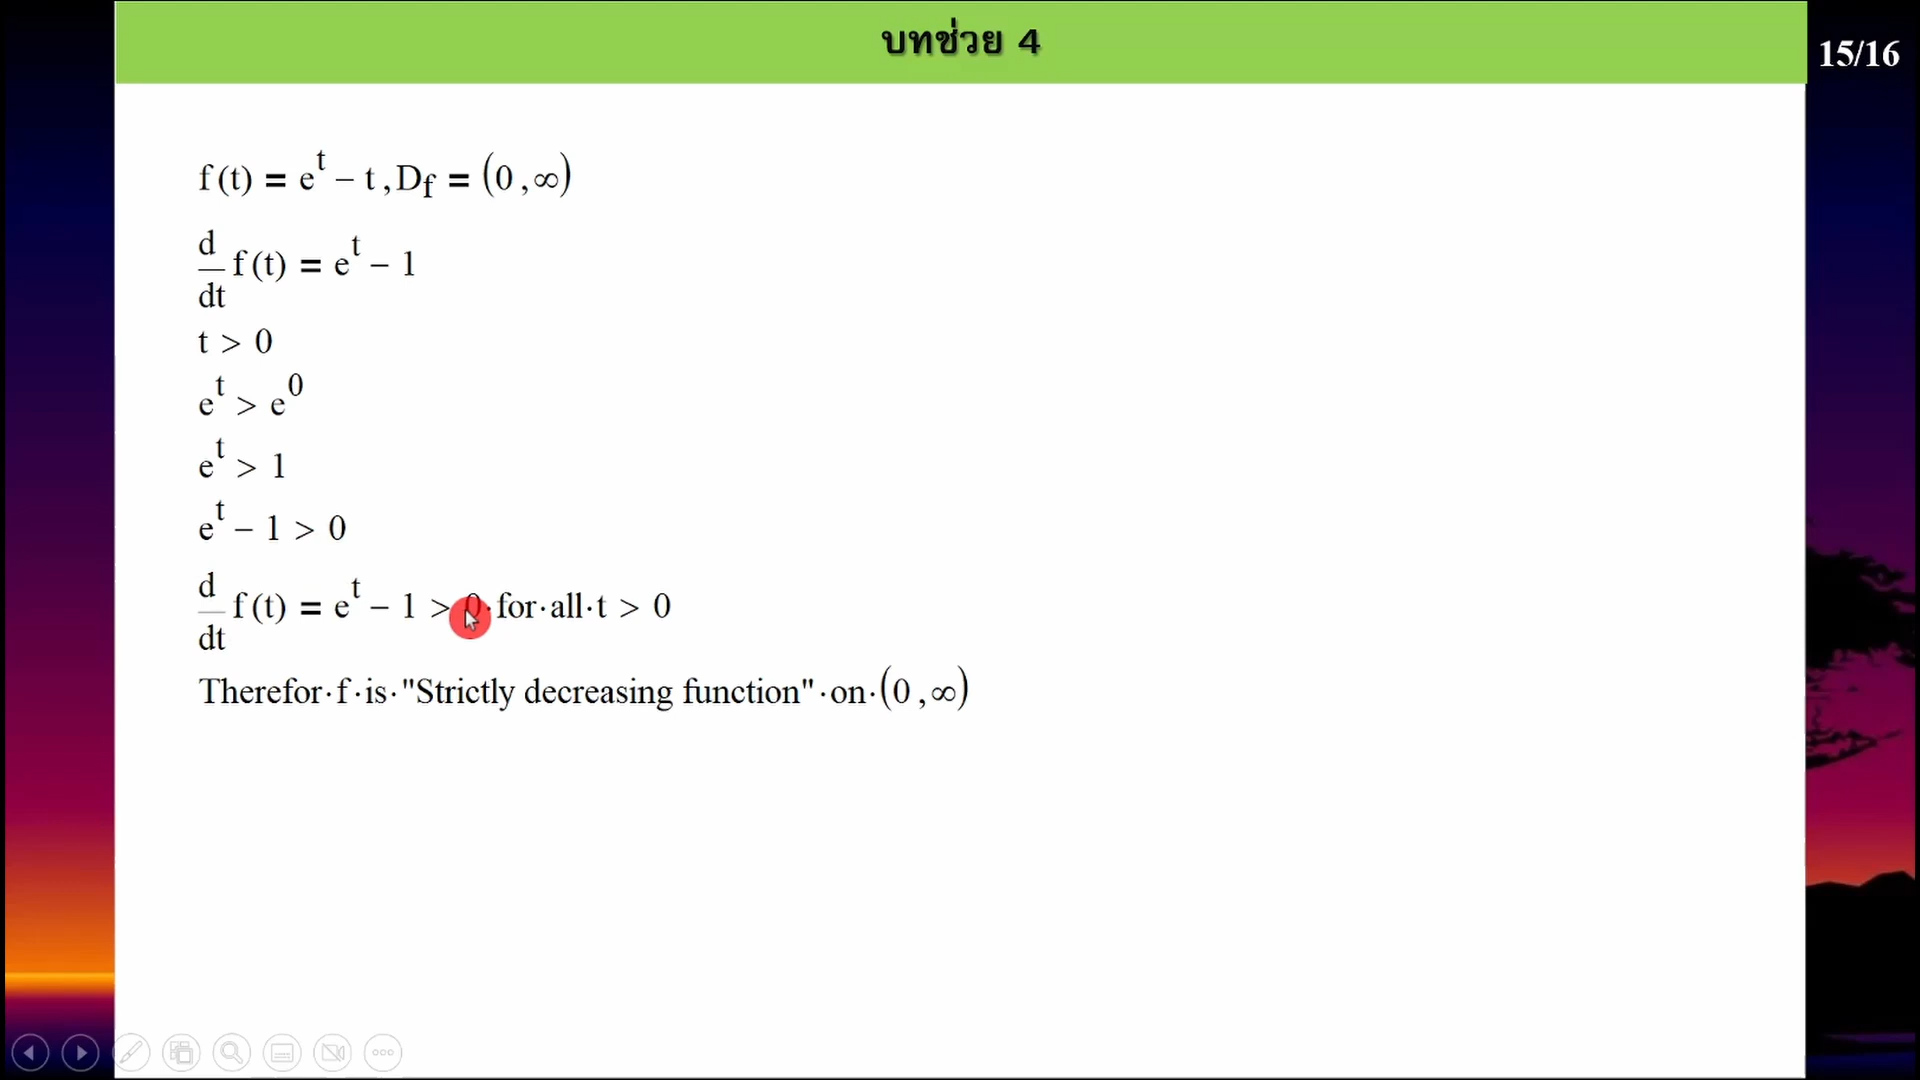 บทช่วย 4
15/16
f(t) = e^t − t , D_f = (0 , ∞)
d/dt f(t) = e^t − 1
t > 0
e^t > e^0
e^t > 1
e^t − 1 > 0
d/dt f(t) = e^t − 1 > 0·for·all·t > 0
Therefor·f·is·"Strictly decreasing function"·on·(0 , ∞)